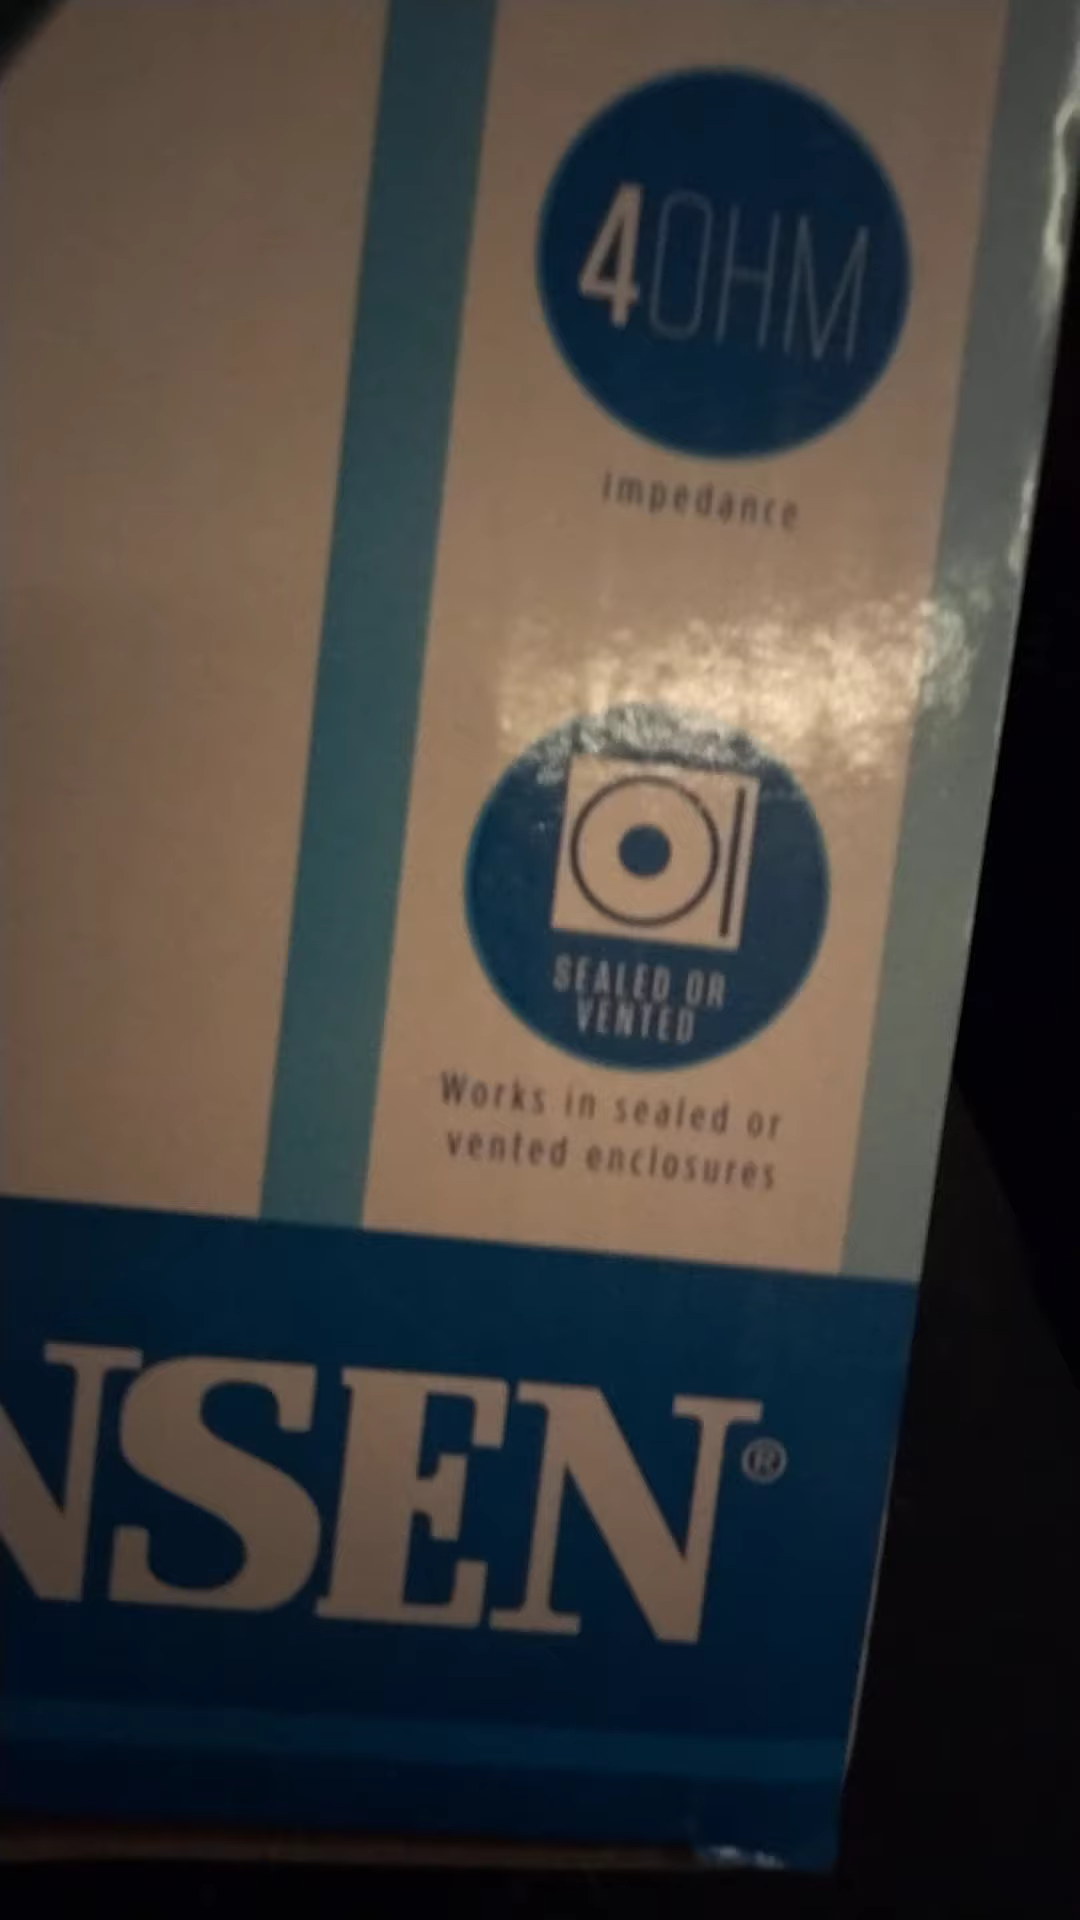 4OHM
impedance
SEALED OR
VENTED
Works in sealed or
vented enclosures
NSEN®